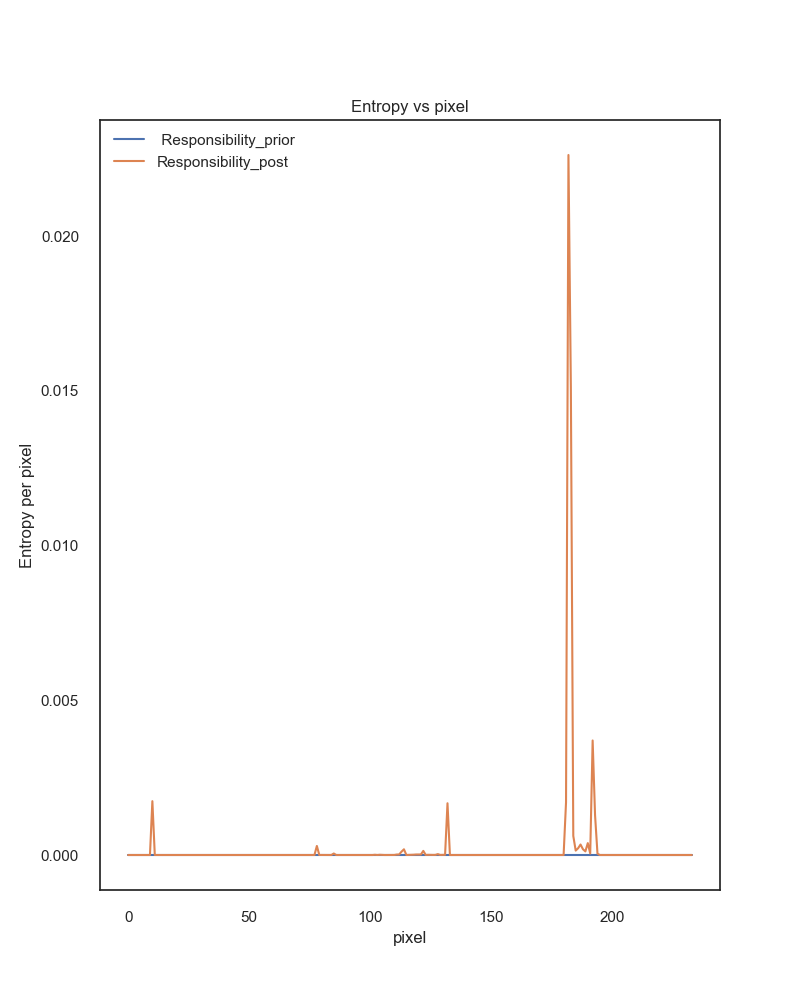 Entropy vs pixel
Responsibility_prior
Responsibility_post
0.020
0.015
0.010
0.005
0.000
Entropy per pixel
0 50 100 150 200
pixel